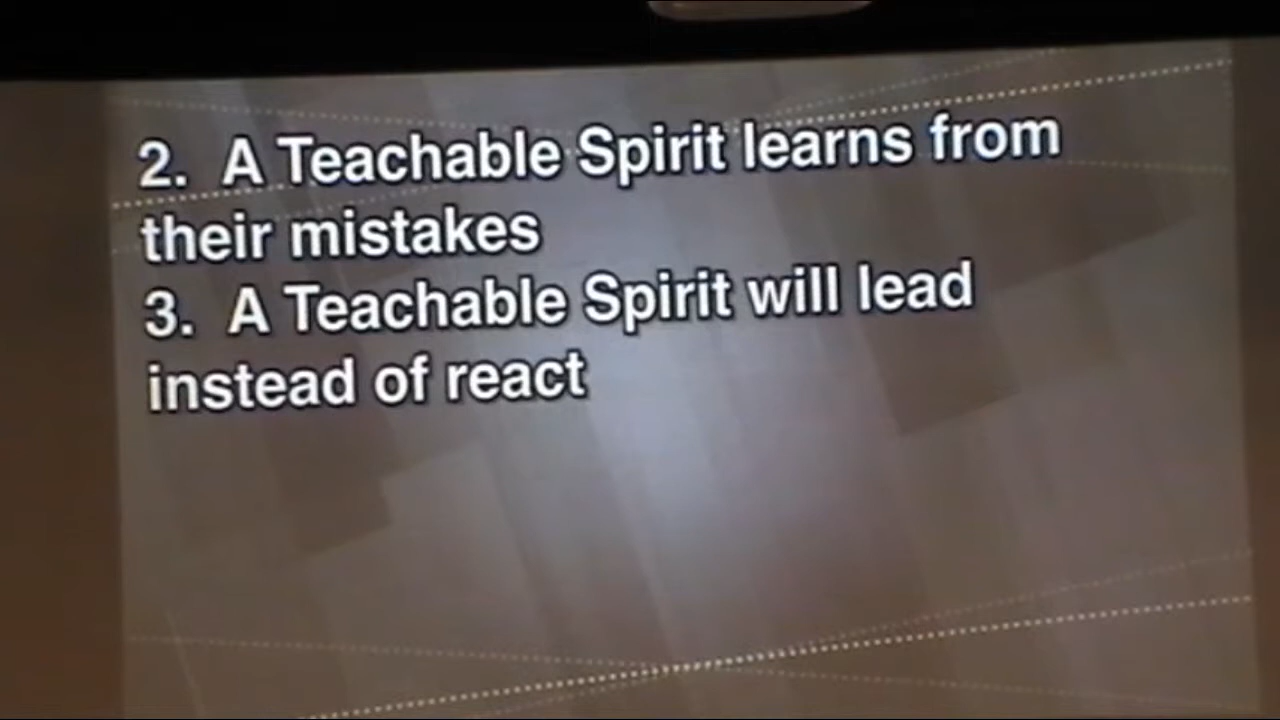 2. A Teachable Spirit learns from
their mistakes
3. A Teachable Spirit will lead
instead of react